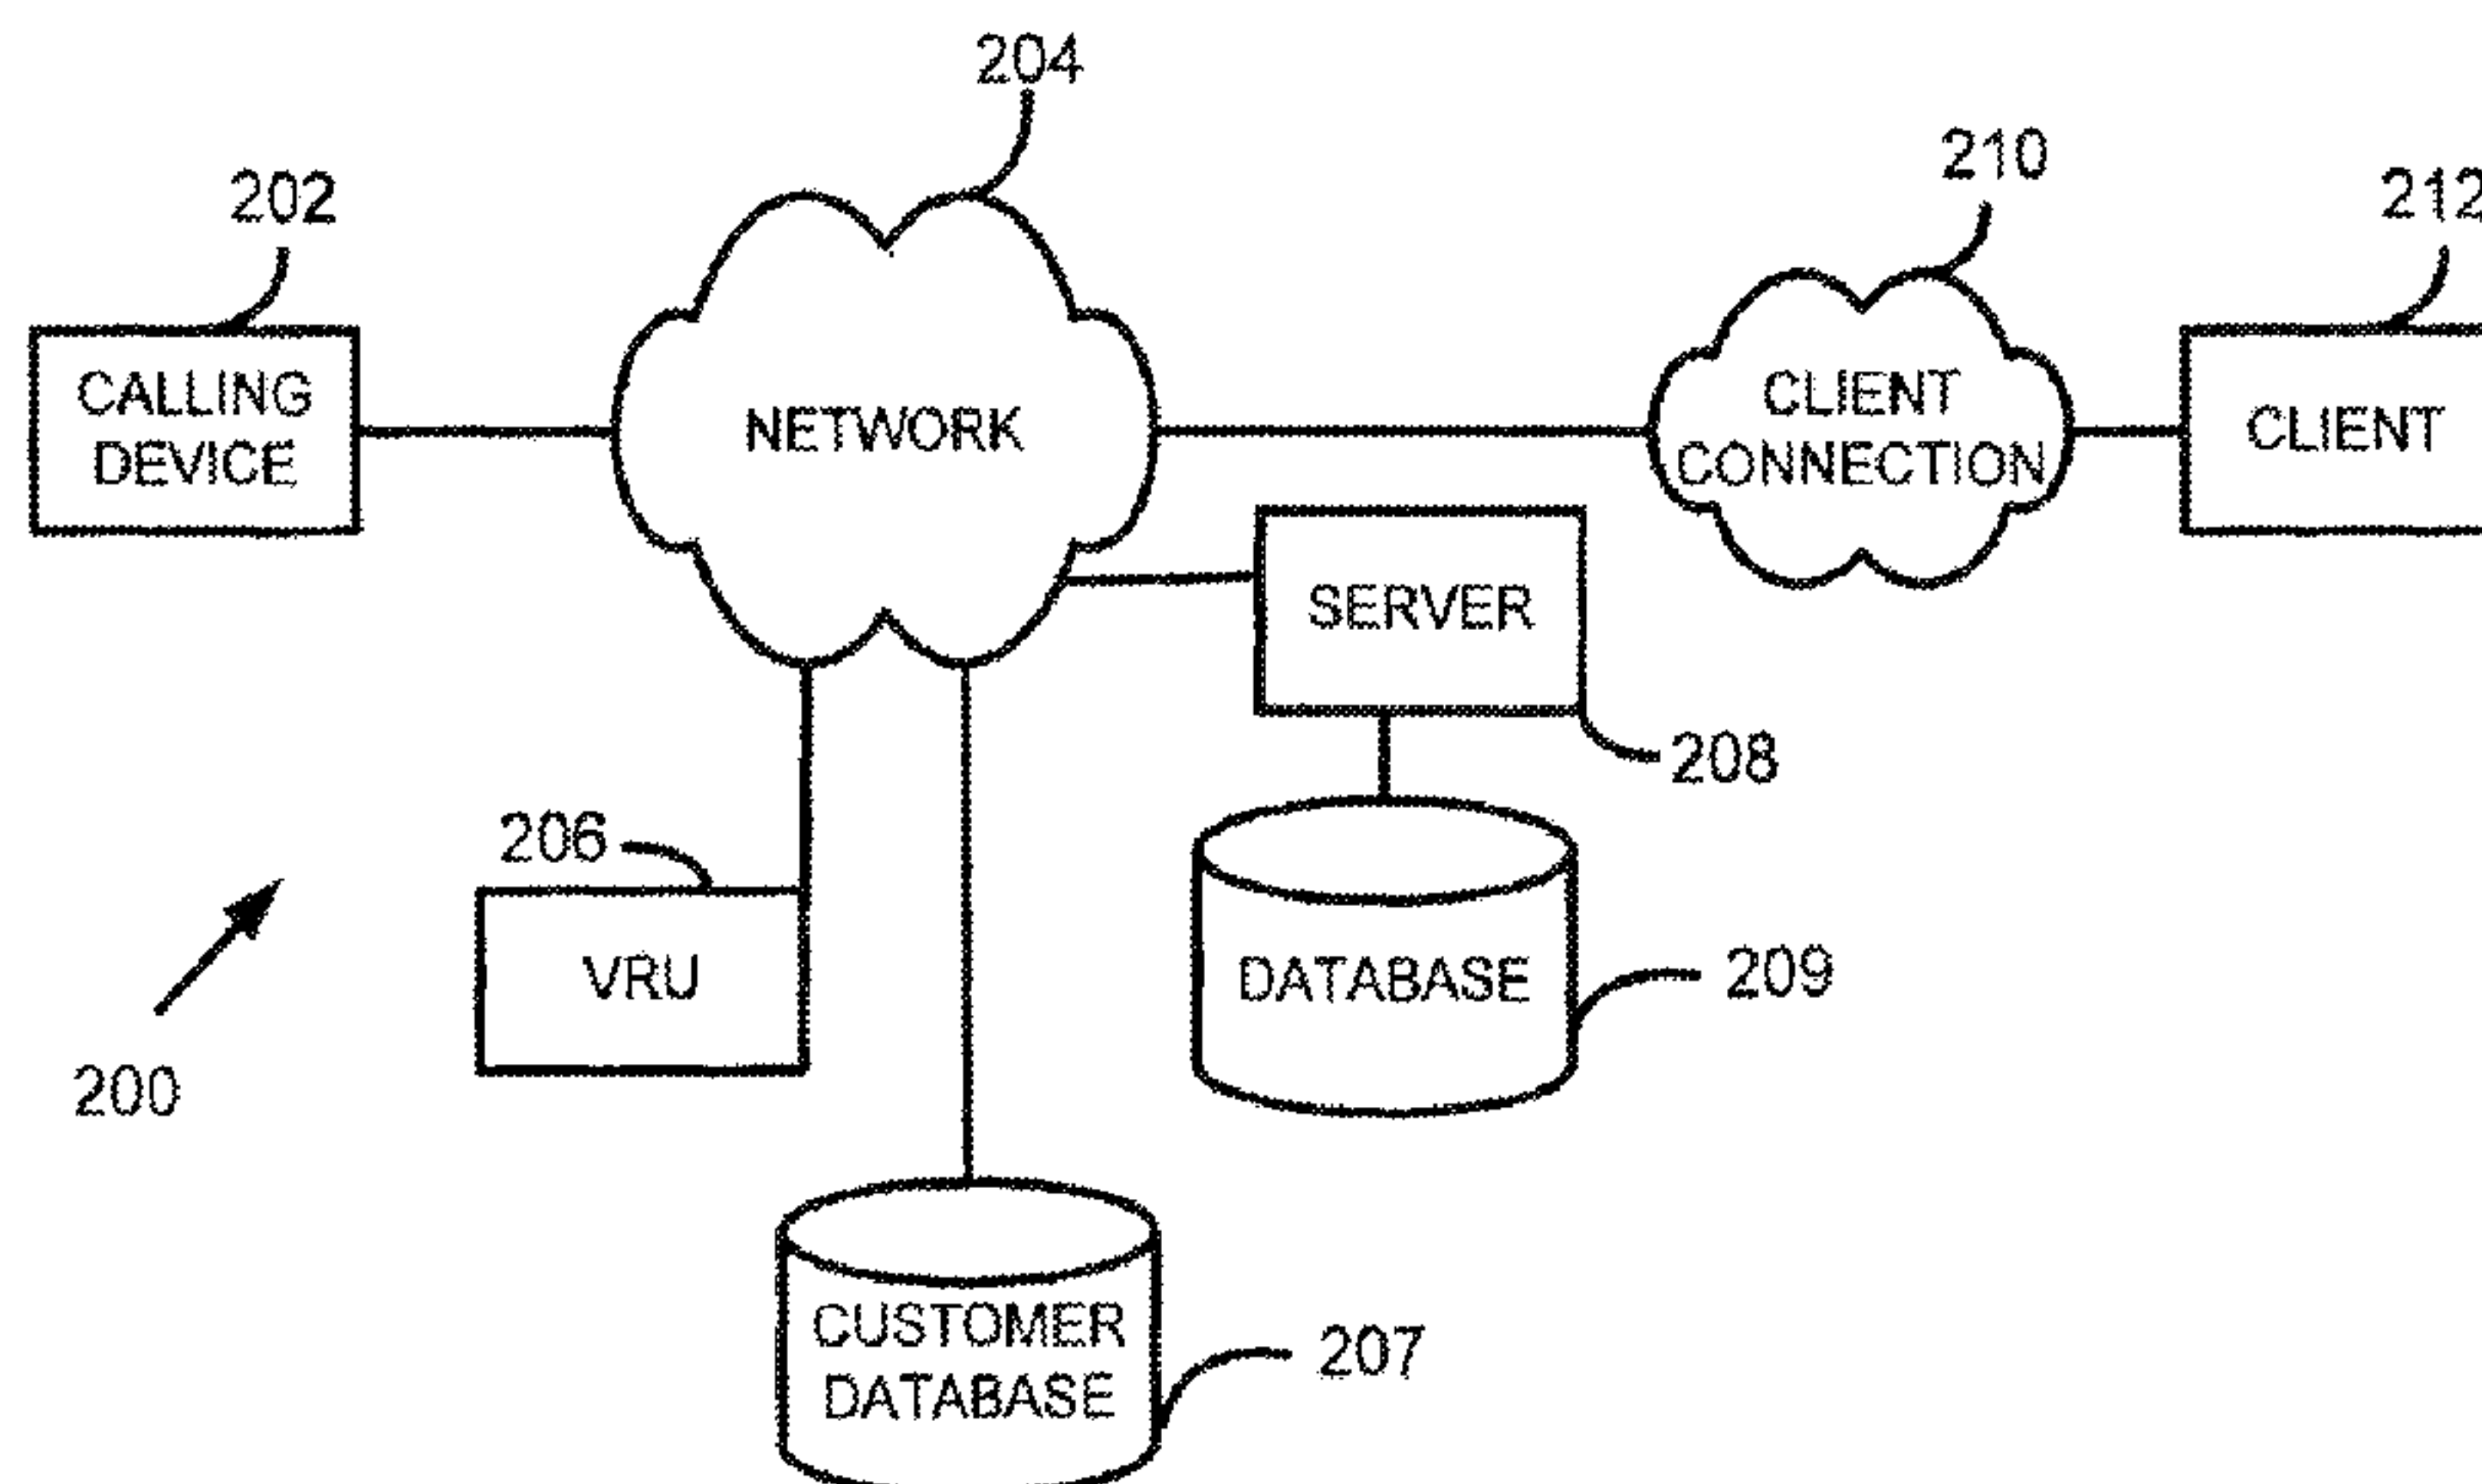 204
210
202
212
CALLING
DEVICE
NETWORK
CLIENT
CONNECTION
CLIENT
SERVER
208
206
VRU
DATABASE
209
200
CUSTOMER
DATABASE
207